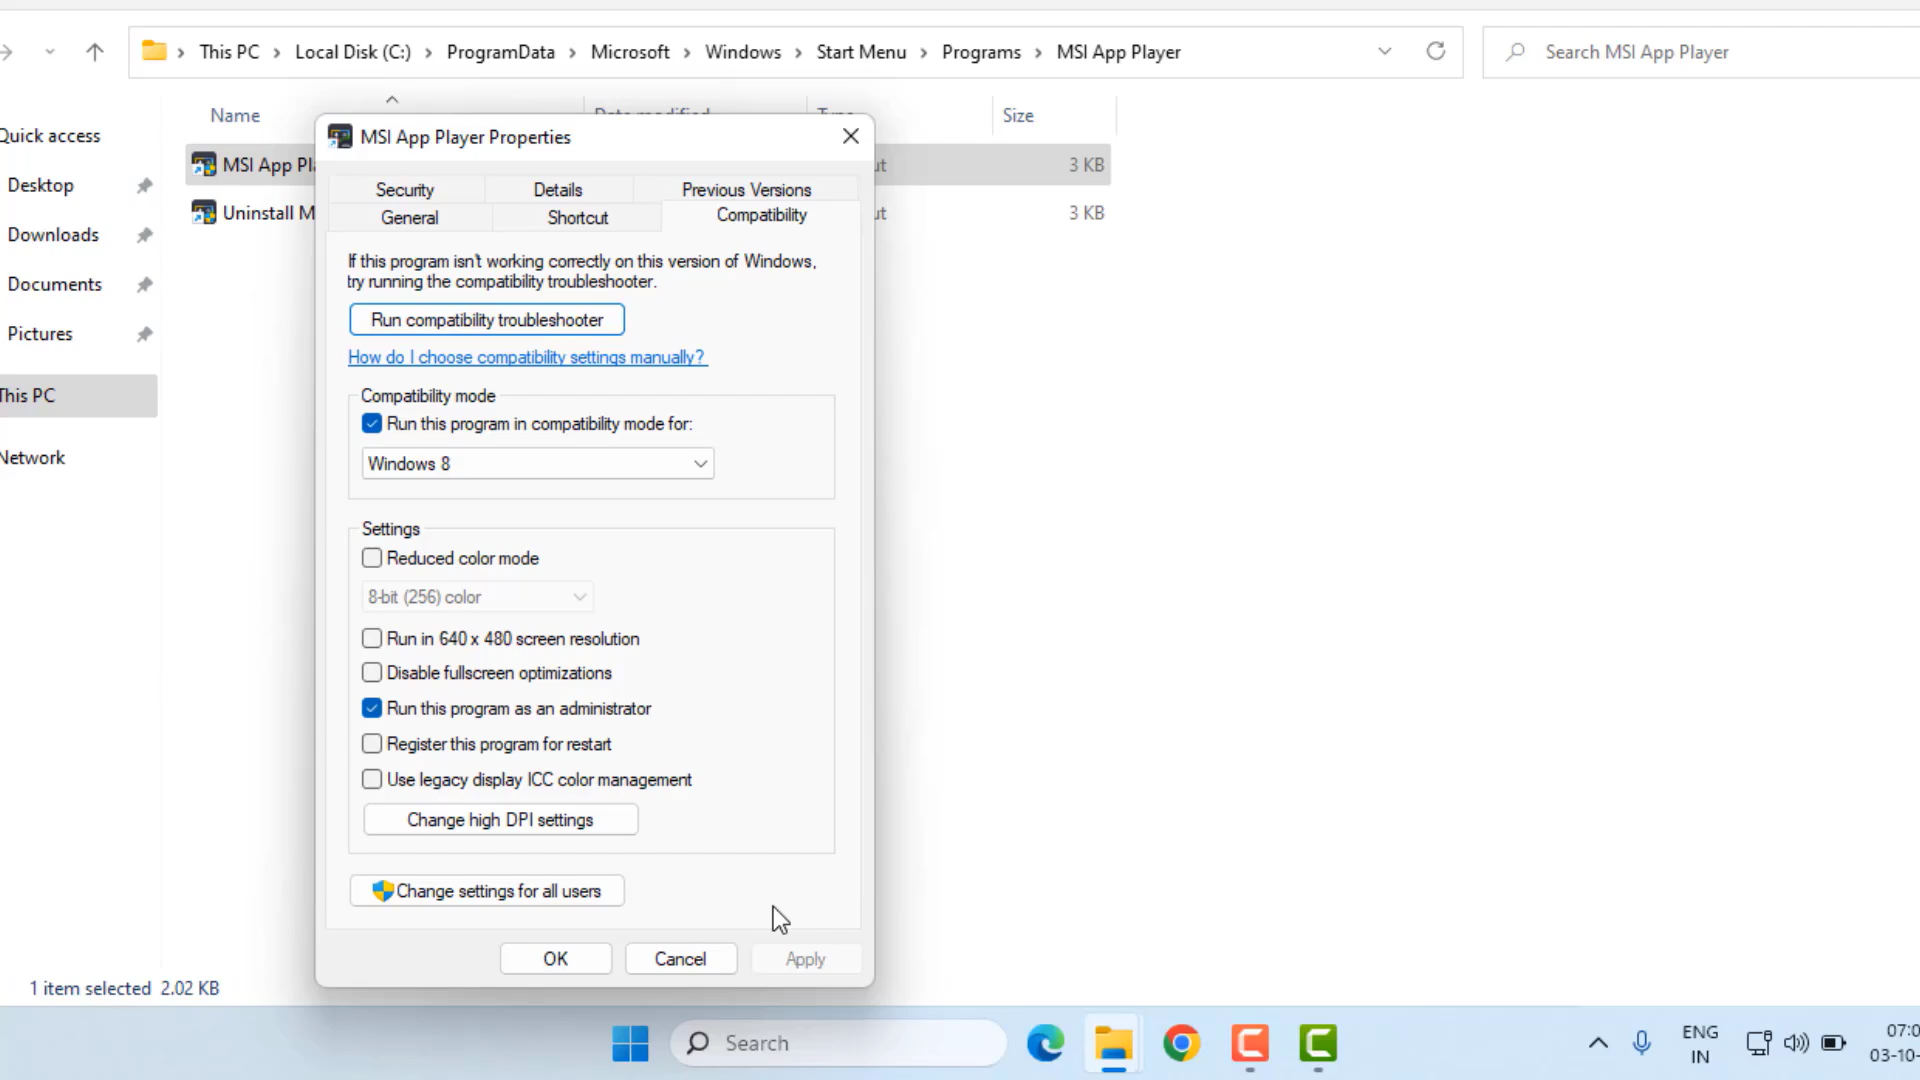 This PC > Local Disk (C:) > ProgramData > Microsoft > Windows > Start Menu > Programs > MSI App Player
Search MSI App Player
Name
Size
Quick access
Desktop
Downloads
Documents
Pictures
This PC
Network
MSI App Pla
ut
3 KB
Uninstall M
ut
3 KB
MSI App Player Properties
Security
Details
Previous Versions
General
Shortcut
Compatibility
If this program isn't working correctly on this version of Windows,
try running the compatibility troubleshooter.
Run compatibility troubleshooter
How do I choose compatibility settings manually?
Compatibility mode
Run this program in compatibility mode for:
Windows 8
Settings
Reduced color mode
8-bit (256) color
Run in 640 x 480 screen resolution
Disable fullscreen optimizations
Run this program as an administrator
Register this program for restart
Use legacy display ICC color management
Change high DPI settings
Change settings for all users
OK
Cancel
Apply
1 item selected 2.02 KB
Search
ENG
IN
07:0
03-10-